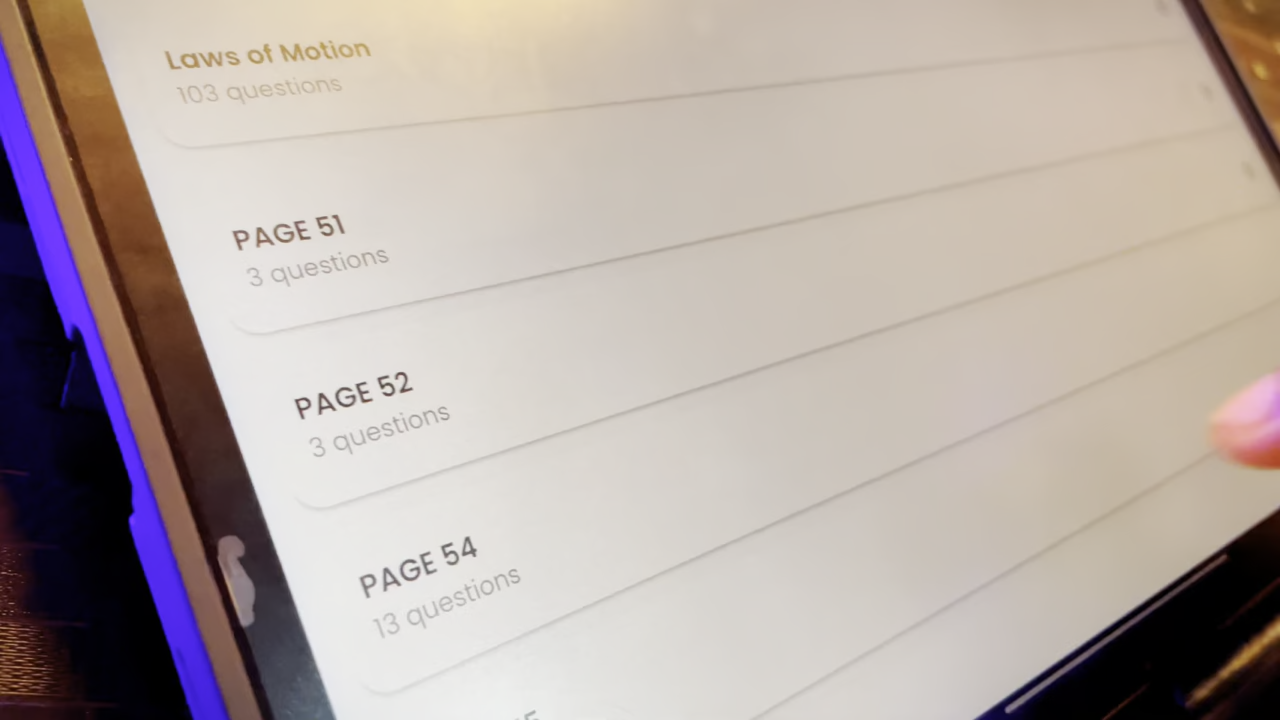 Laws of Motion
103 questions
PAGE 51
3 questions
PAGE 52
3 questions
PAGE 54
13 questions